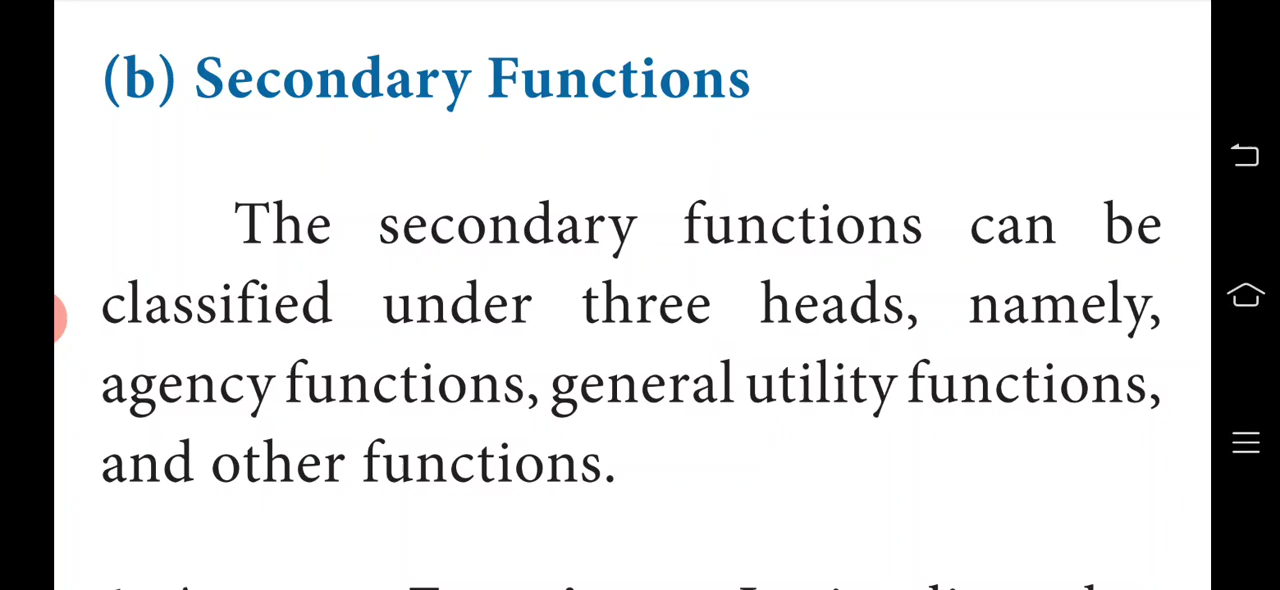 (b) Secondary Functions
The secondary functions can be
classified under three heads, namely,
agency functions, general utility functions,
and other functions.